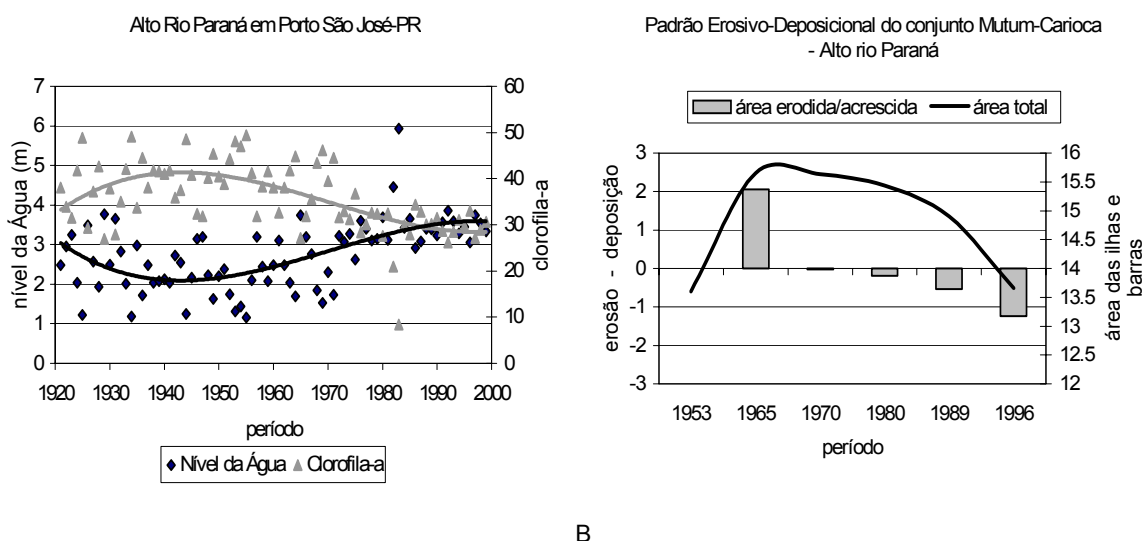 Alto Rio Paraná em Porto São José-PR
7
6
5
4
3
2
1
0
nível da Água (m)
60
50
40
30
20
10
0
clorofila-a
1920 1930 1940 1950 1960 1970 1980 1990 2000
período
Nível da Água Clorofila-a
Padrão Erosivo-Deposicional do conjunto Mutum-Carioca
- Alto rio Paraná
área erodida/acrescida área total
3
2
1
0
-1
-2
-3
erosão - deposição
16
15.5
15
14.5
14
13.5
13
12.5
12
área das ilhas e
barras
1953 1965 1970 1980 1989 1996
período
B